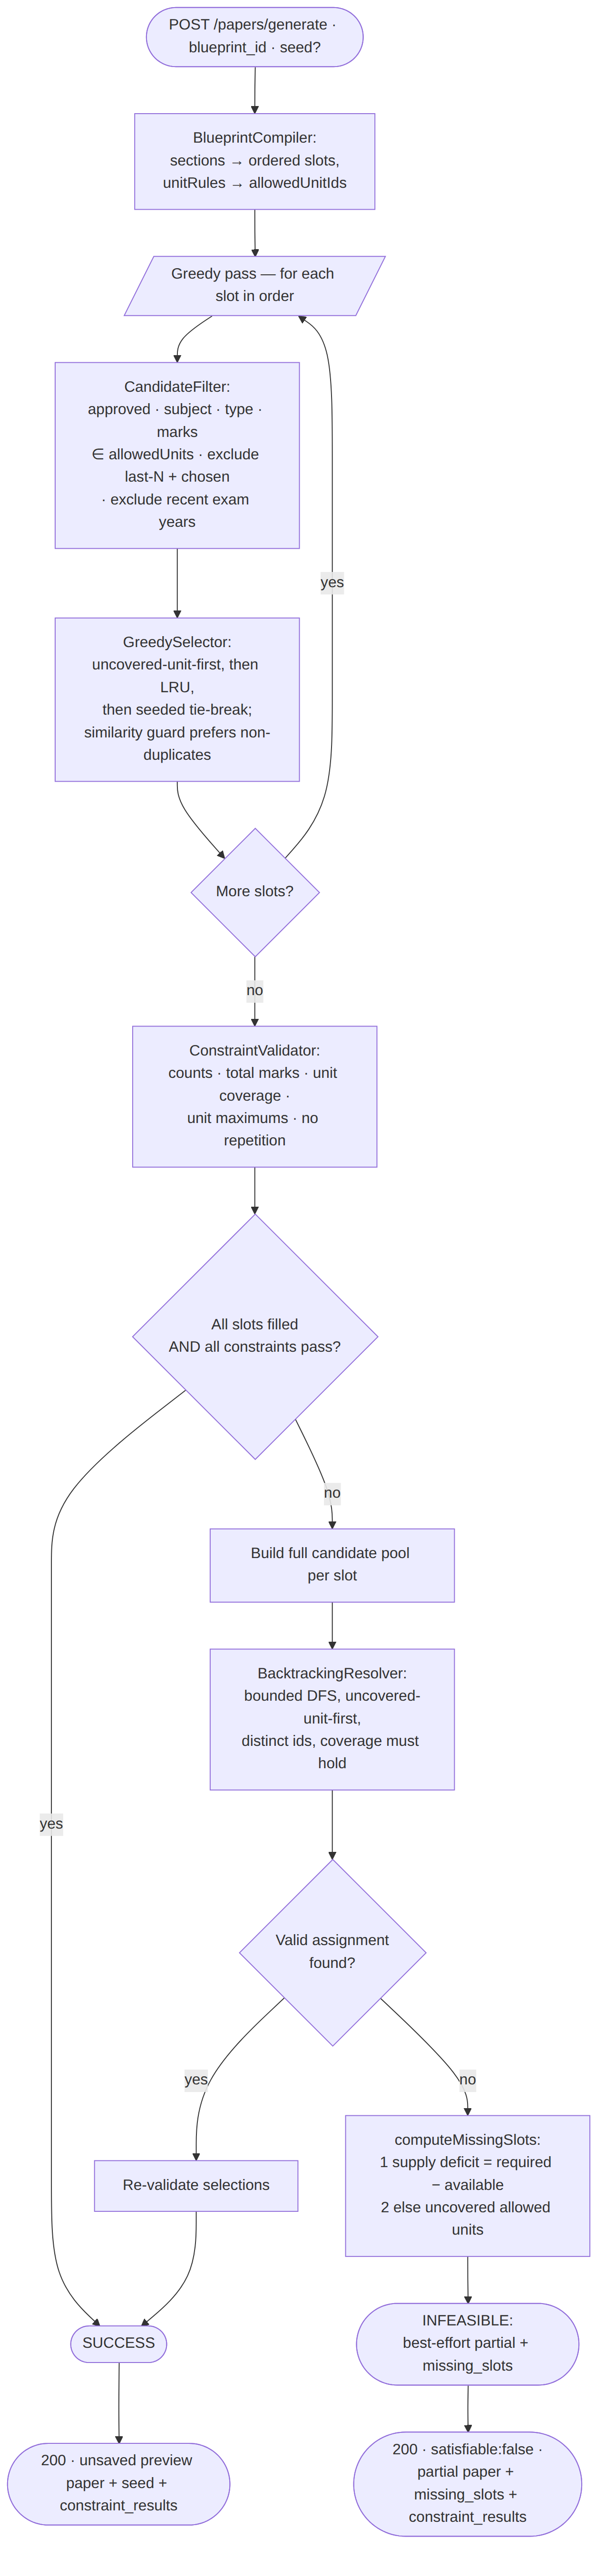 POST /papers/generate ·
blueprint_id · seed?
BlueprintCompiler:
sections → ordered slots,
unitRules → allowedUnitIds
Greedy pass — for each
slot in order
CandidateFilter:
approved · subject · type ·
marks
∈ allowedUnits · exclude
last-N + chosen
· exclude recent exam
years
yes
GreedySelector:
uncovered-unit-first, then
LRU,
then seeded tie-break;
similarity guard prefers non-
duplicates
More slots?
no
ConstraintValidator:
counts · total marks · unit
coverage ·
unit maximums · no
repetition
All slots filled
AND all constraints pass?
no
Build full candidate pool
per slot
BacktrackingResolver:
bounded DFS, uncovered-
unit-first,
distinct ids, coverage must
hold
yes
Valid assignment
found?
yes
no
computeMissingSlots:
1 supply deficit = required
− available
2 else uncovered allowed
units
Re-validate selections
SUCCESS
INFEASIBLE:
best-effort partial +
missing_slots
200 · unsaved preview
paper + seed +
constraint_results
200 · satisfiable:false ·
partial paper +
missing_slots +
constraint_results